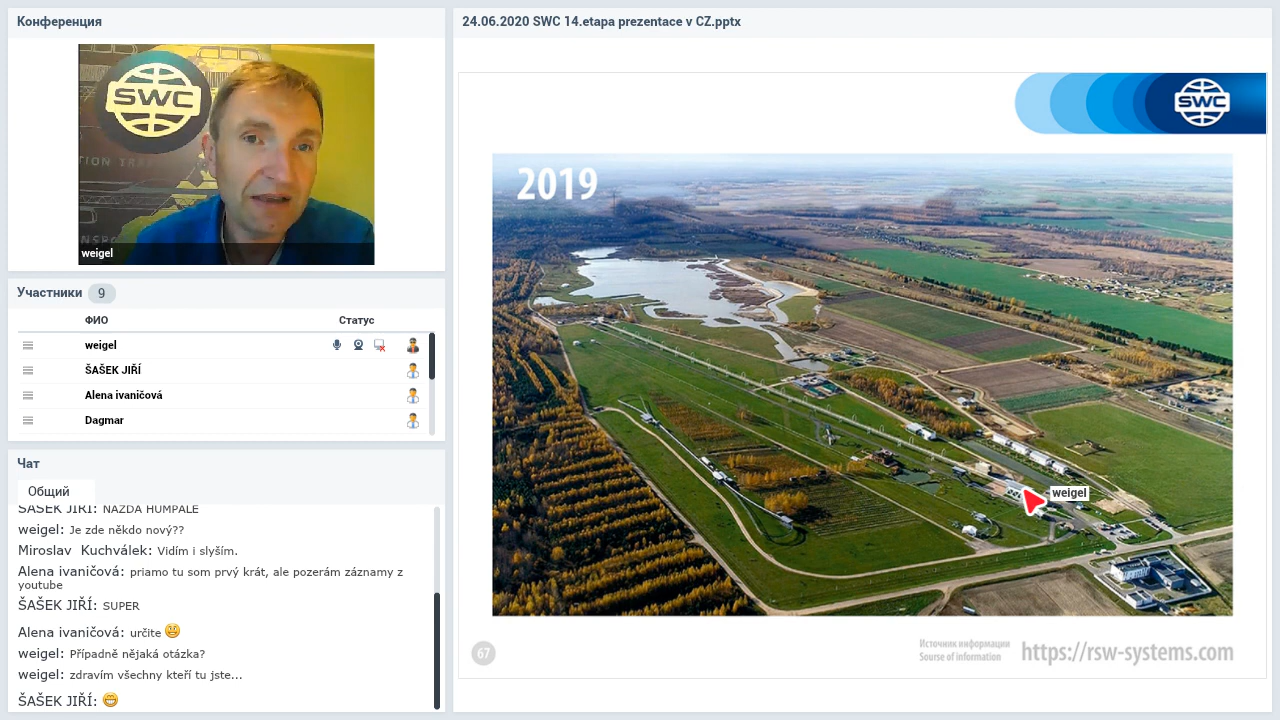 Конференция
SWC
TION TRA
weigel
Участники 9
ФИО Статус
weigel
ŠAŠEK JIŘÍ
Alena ivaničová
Dagmar
Чат
Общий
ŠAŠEK JIŘÍ: NAZDA HUMPALE
weigel: Je zde někdo nový??
Miroslav Kuchválek: Vidím i slyším.
Alena ivaničová: priamo tu som prvý krát, ale pozerám záznamy z
youtube
ŠAŠEK JIŘÍ: SUPER
Alena ivaničová: určite
weigel: Případně nějaká otázka?
weigel: zdravím všechny kteří tu jste...
ŠAŠEK JIŘÍ:
24.06.2020 SWC 14.etapa prezentace v CZ.pptx
SWC
2019
weigel
67
Источник информации
Sourse of information
https://rsw-systems.com